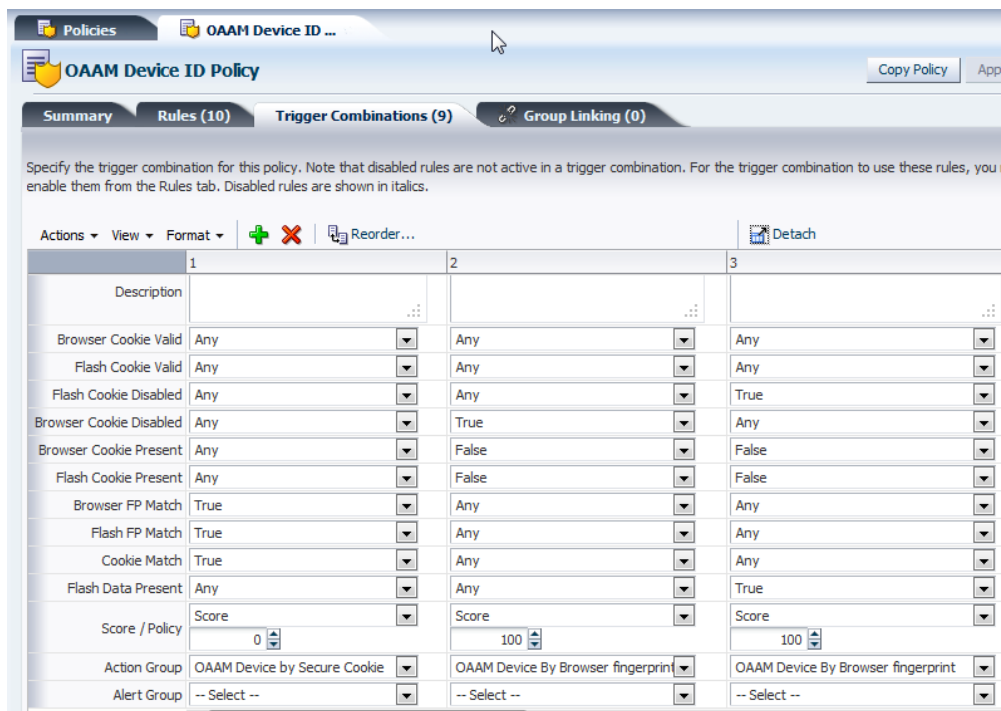 Policies OAAM Device ID ...
OAAM Device ID Policy Copy Policy
Summary Rules (10) Trigger Combinations (9) Group Linking (0)
Specify the trigger combination for this policy. Note that disabled rules are not active in a trigger combination. For the trigger combination to use these rules, you
enable them from the Rules tab. Disabled rules are shown in italics.
Actions View Format Reorder... Detach
1 2 3
Description
Browser Cookie Valid Any Any Any
Flash Cookie Valid Any Any Any
Flash Cookie Disabled Any Any True
Browser Cookie Disabled Any True Any
Browser Cookie Present Any False False
Flash Cookie Present Any False False
Browser FP Match True Any Any
Flash FP Match True Any Any
Cookie Match True Any Any
Flash Data Present Any Any True
Score / Policy Score Score Score
0 100 100
Action Group OAAM Device by Secure Cookie OAAM Device By Browser fingerprint OAAM Device By Browser fingerprint
Alert Group -- Select -- -- Select -- -- Select --